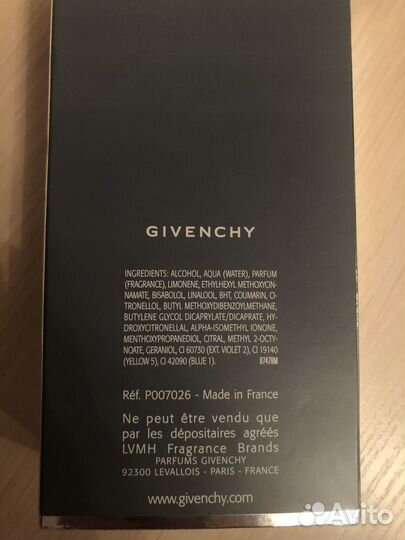 GIVENCHY
INGREDIENTS: ALCOHOL, AQUA (WATER), PARFUM
(FRAGRANCE), LIMONENE, ETHYLHEXYL METHOXYCIN-
NAMATE, BISABOLOL, LINALOOL, BHT, COUMARIN, CI-
TRONELLOL, BUTYL METHOXYDIBENZOYLMETHANE,
BUTYLENE GLYCOL DICAPRYLATE/DICAPRATE, HY-
DROXYCITRONELLAL, ALPHA-ISOMETHYL IONONE,
MENTHOXYPROPANEDIOL, CITRAL, METHYL 2-OCTY-
NOATE, GERANIOL, CI 60730 (EXT. VIOLET 2), CI 19140
(YELLOW 5), CI 42090 (BLUE 1).
07470M
Réf. P007026 - Made in France
Ne peut être vendu que
par les dépositaires agréés
LVMH Fragrance Brands
PARFUMS GIVENCHY
92300 LEVALLOIS - PARIS - FRANCE
www.givenchy.com
Avito